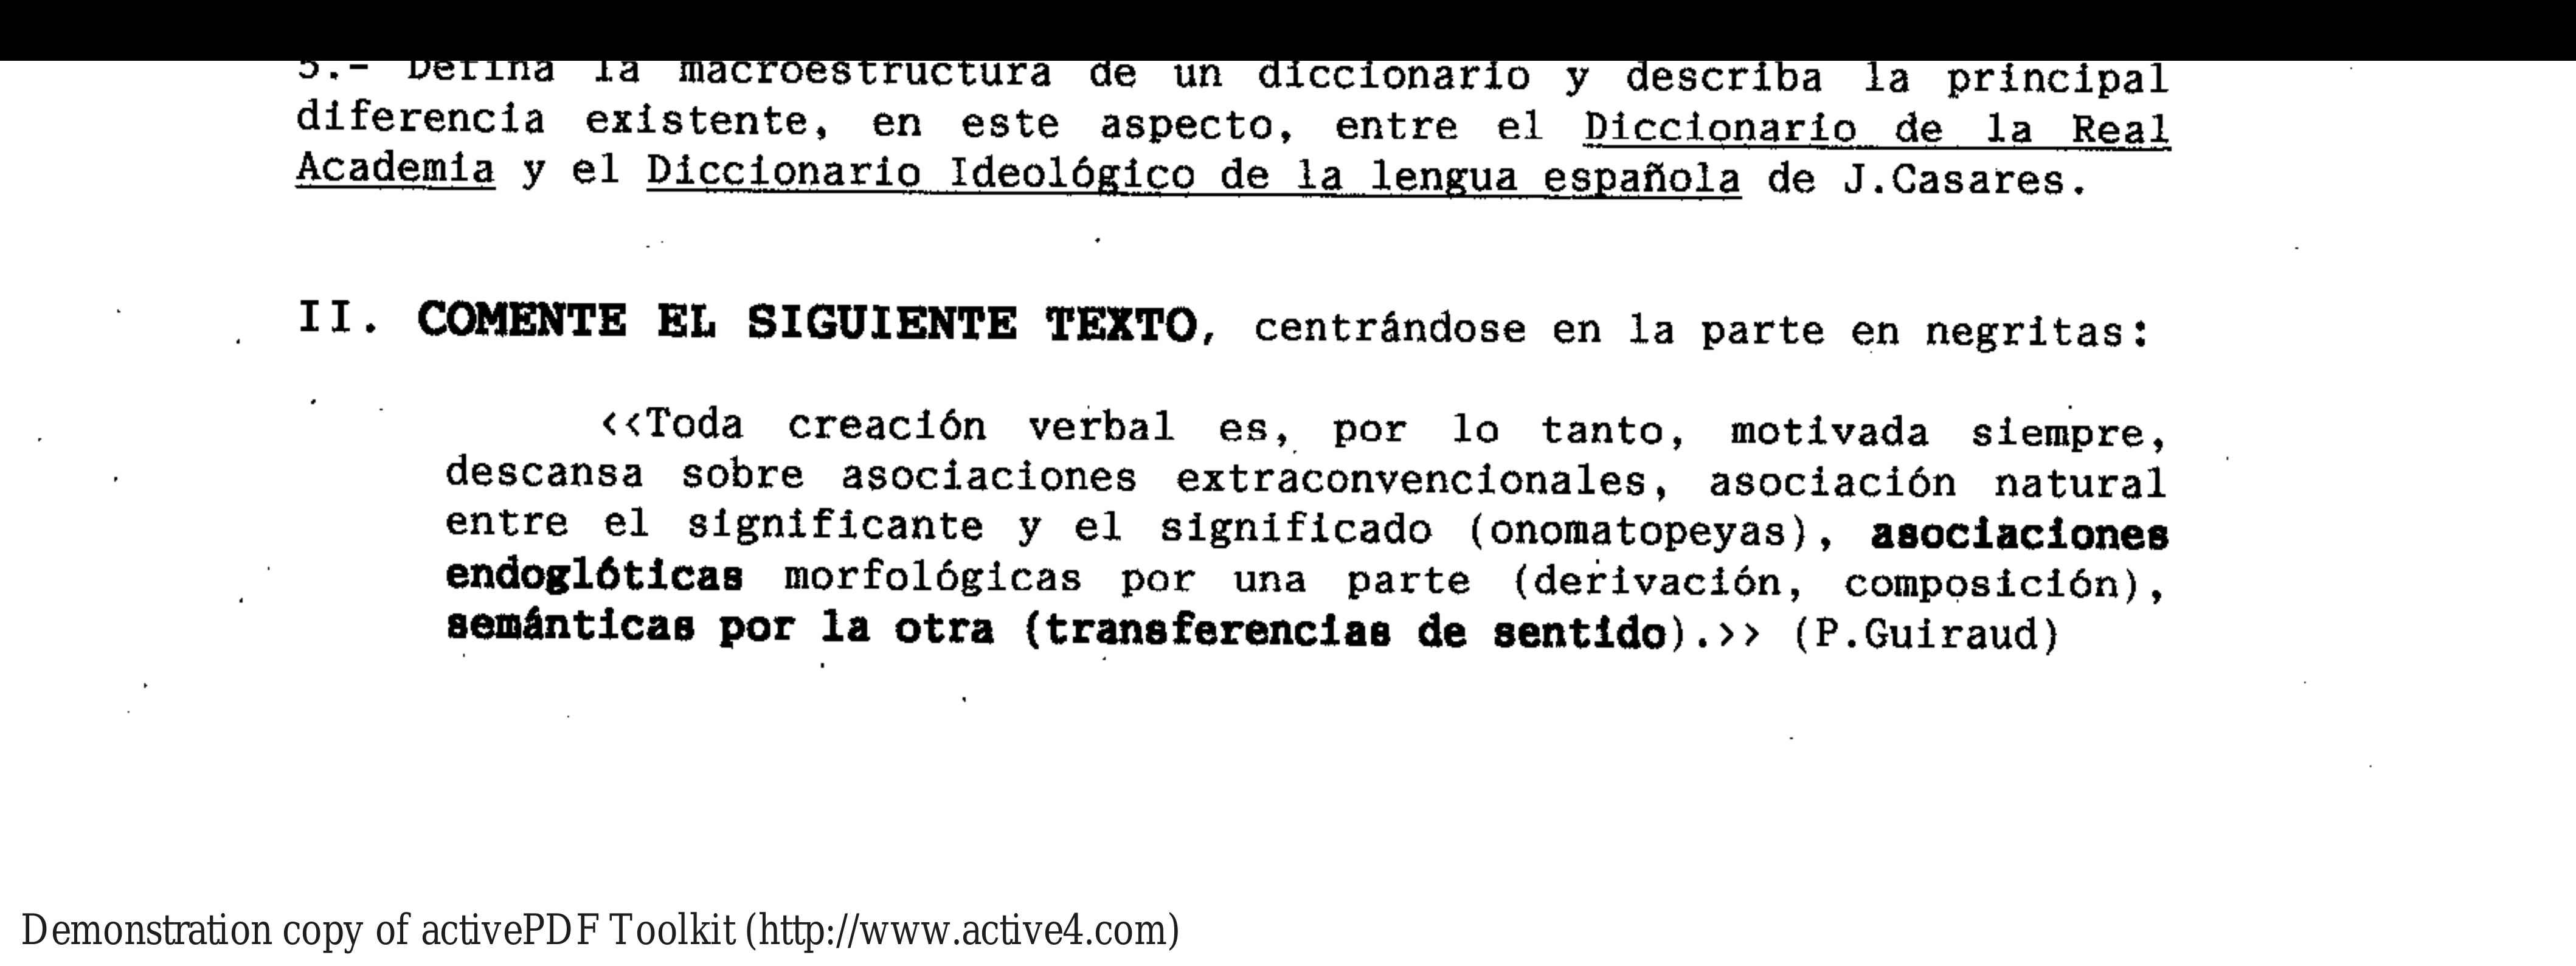 5.- Defina la macroestructura de un diccionario y describa la principal
diferencia existente, en este aspecto, entre el Diccionario de la Real
Academia y el Diccionario Ideológico de la lengua española de J.Casares.
II. COMENTE EL SIGUIENTE TEXTO, centrándose en la parte en negritas:
<<Toda creación verbal es, por lo tanto, motivada siempre,
descansa sobre asociaciones extraconvencionales, asociación natural
entre el significante y el significado (onomatopeyas), asociaciones
endoglóticas morfológicas por una parte (derivación, composición),
semánticas por la otra (transferencias de sentido).>> (P.Guiraud)
Demonstration copy of activePDF Toolkit (http://www.active4.com)